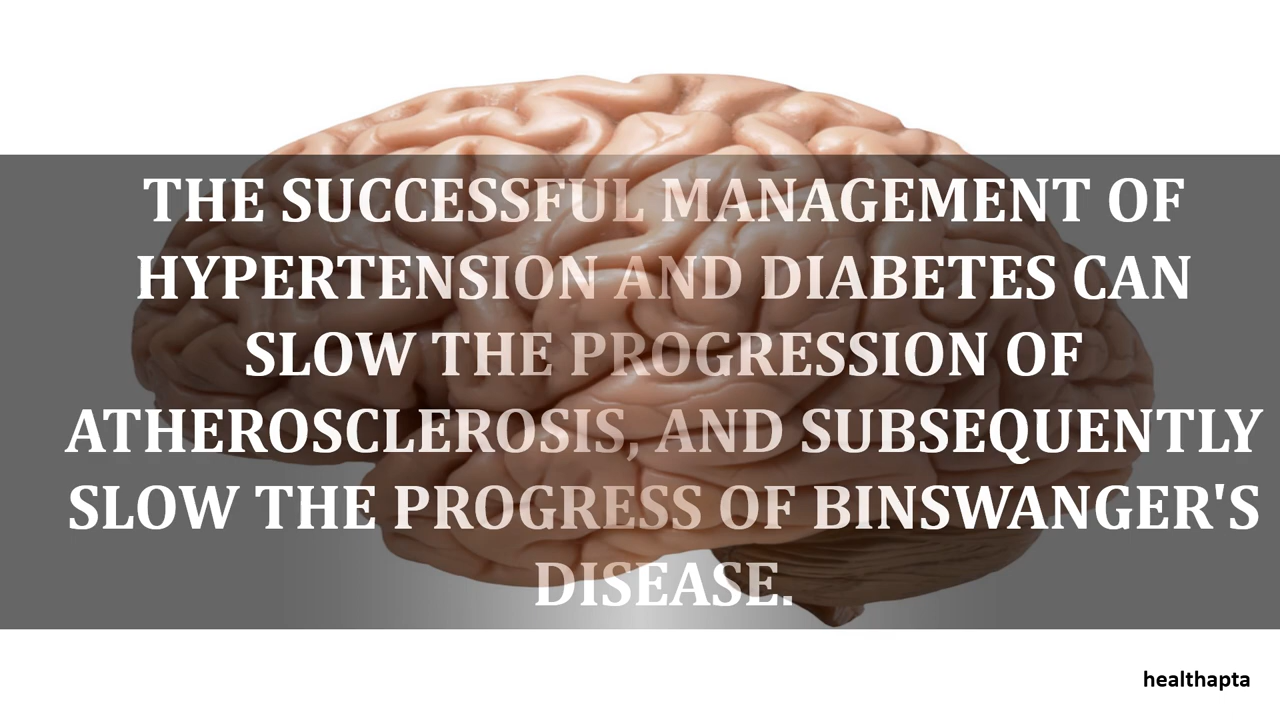 THE SUCCESSFUL MANAGEMENT OF
HYPERTENSION AND DIABETES CAN
SLOW THE PROGRESSION OF
ATHEROSCLEROSIS, AND SUBSEQUENTLY
SLOW THE PROGRESS OF BINSWANGER'S
DISEASE.
healthapta